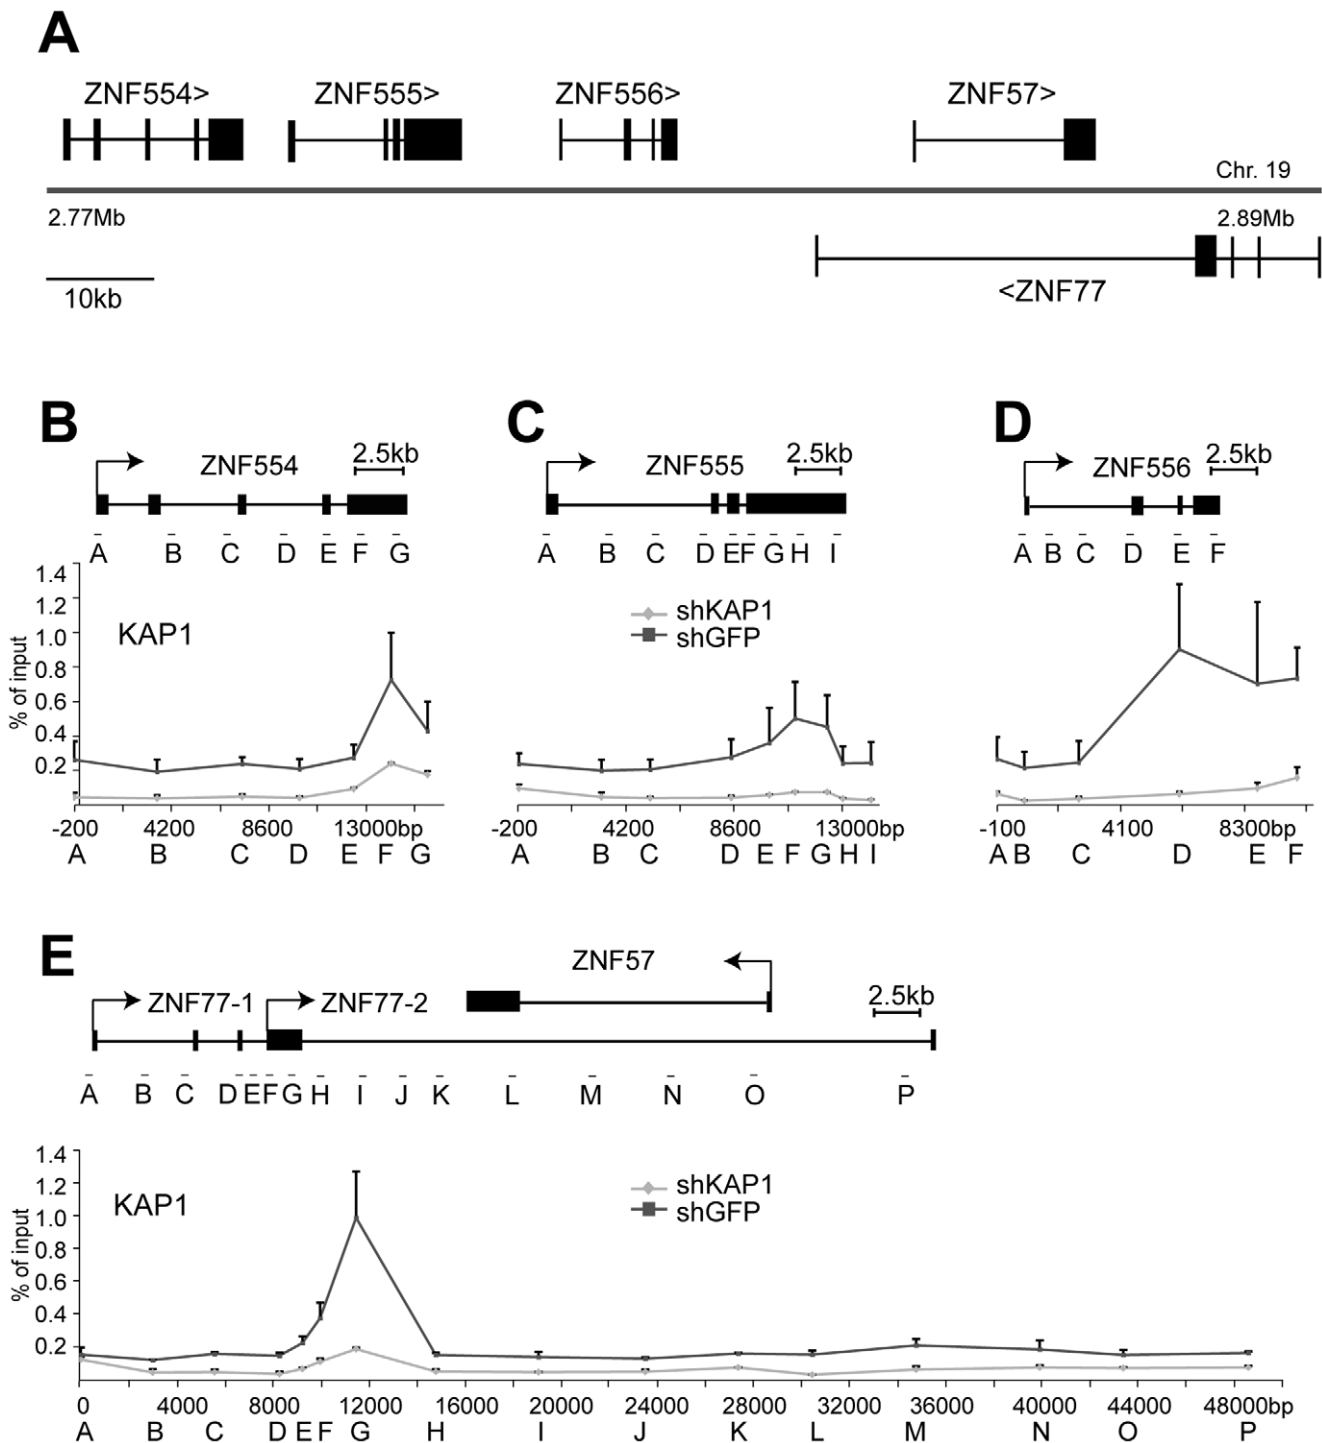 A
ZNF554>
ZNF555>
ZNF556>
ZNF57>
Chr. 19
2.77Mb
2.89Mb
10kb
<ZNF77
B
ZNF554
2.5kb
A B C D E F G
1.4
1.2
1.0
0.8
0.6
0.4
0.2
% of input
KAP1
-200 4200 8600 13000bp
A B C D E F G
C
ZNF555
2.5kb
A B C D E F G H I
shKAP1
shGFP
-200 4200 8600 13000bp
A B C D E F G H I
D
ZNF556
2.5kb
A B C D E F
-100 4100 8300bp
A B C D E F
E
ZNF57
ZNF77-1
ZNF77-2
2.5kb
A B C D E F G H I J K L M N O P
1.4
1.2
1.0
0.8
0.6
0.4
0.2
% of input
KAP1
shKAP1
shGFP
0 4000 8000 12000 16000 20000 24000 28000 32000 36000 40000 44000 48000bp
A B C D E F G H I J K L M N O P